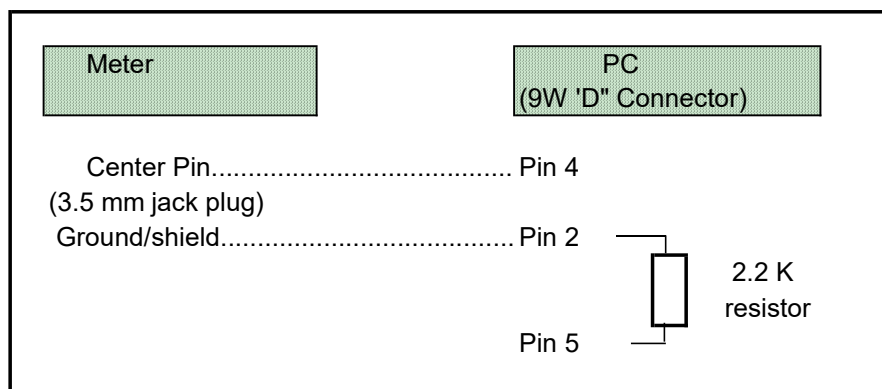 Meter
PC
(9W 'D" Connector)
Center Pin......................................... Pin 4
(3.5 mm jack plug)
Ground/shield........................................ Pin 2
2.2 K
resistor
Pin 5